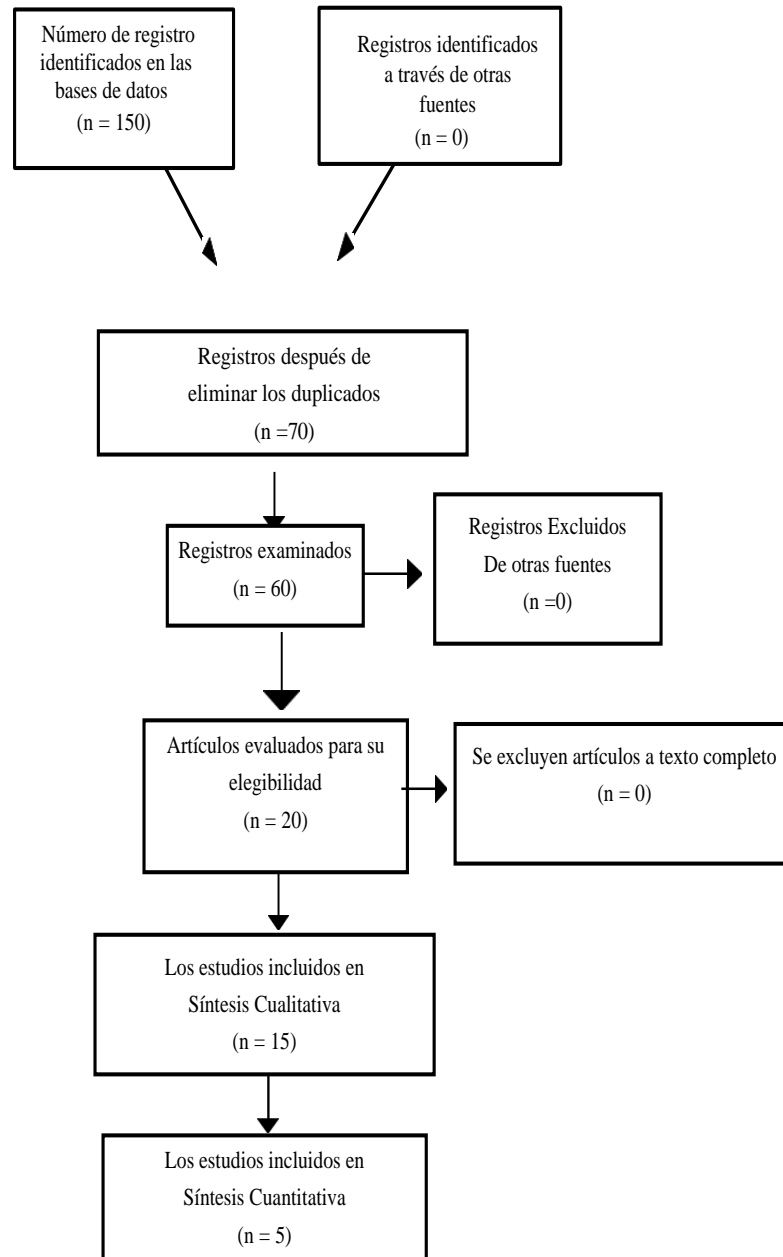 Número de registro
identificados en las
bases de datos
(n = 150)
Registros identificados
a través de otras
fuentes
(n = 0)
Registros después de
eliminar los duplicados
(n =70)
Registros examinados
(n = 60)
Registros Excluidos
De otras fuentes
(n =0)
Artículos evaluados para su
elegibilidad
(n = 20)
Se excluyen artículos a texto completo
(n = 0)
Los estudios incluidos en
Síntesis Cualitativa
(n = 15)
Los estudios incluidos en
Síntesis Cuantitativa
(n = 5)